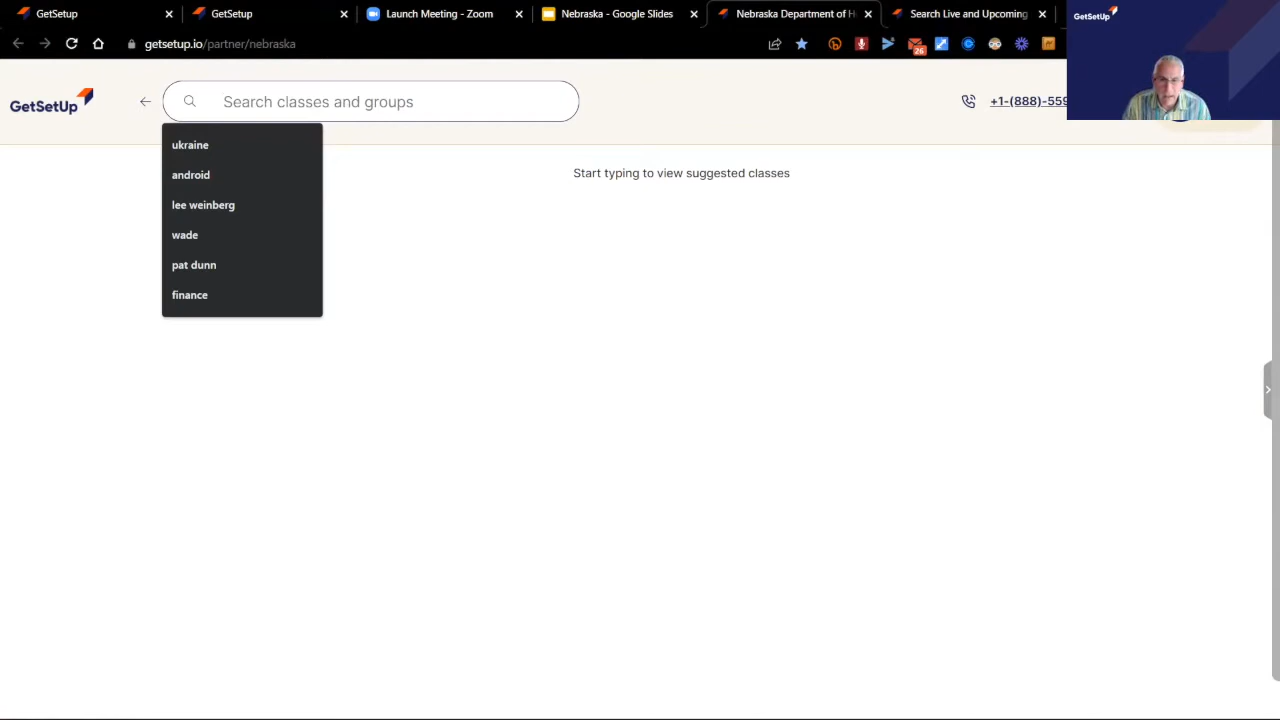 GetSetUp
GetSetup
Launch Meeting - Zoom
Nebraska - Google Slides
Nebraska Department of H
Search Live and Upcoming
getsetup.io/partner/nebraska
26
GetSetUp
GetSetUp
Search classes and groups
+1-(888)-559
ukraine
android
lee weinberg
wade
pat dunn
finance
Start typing to view suggested classes